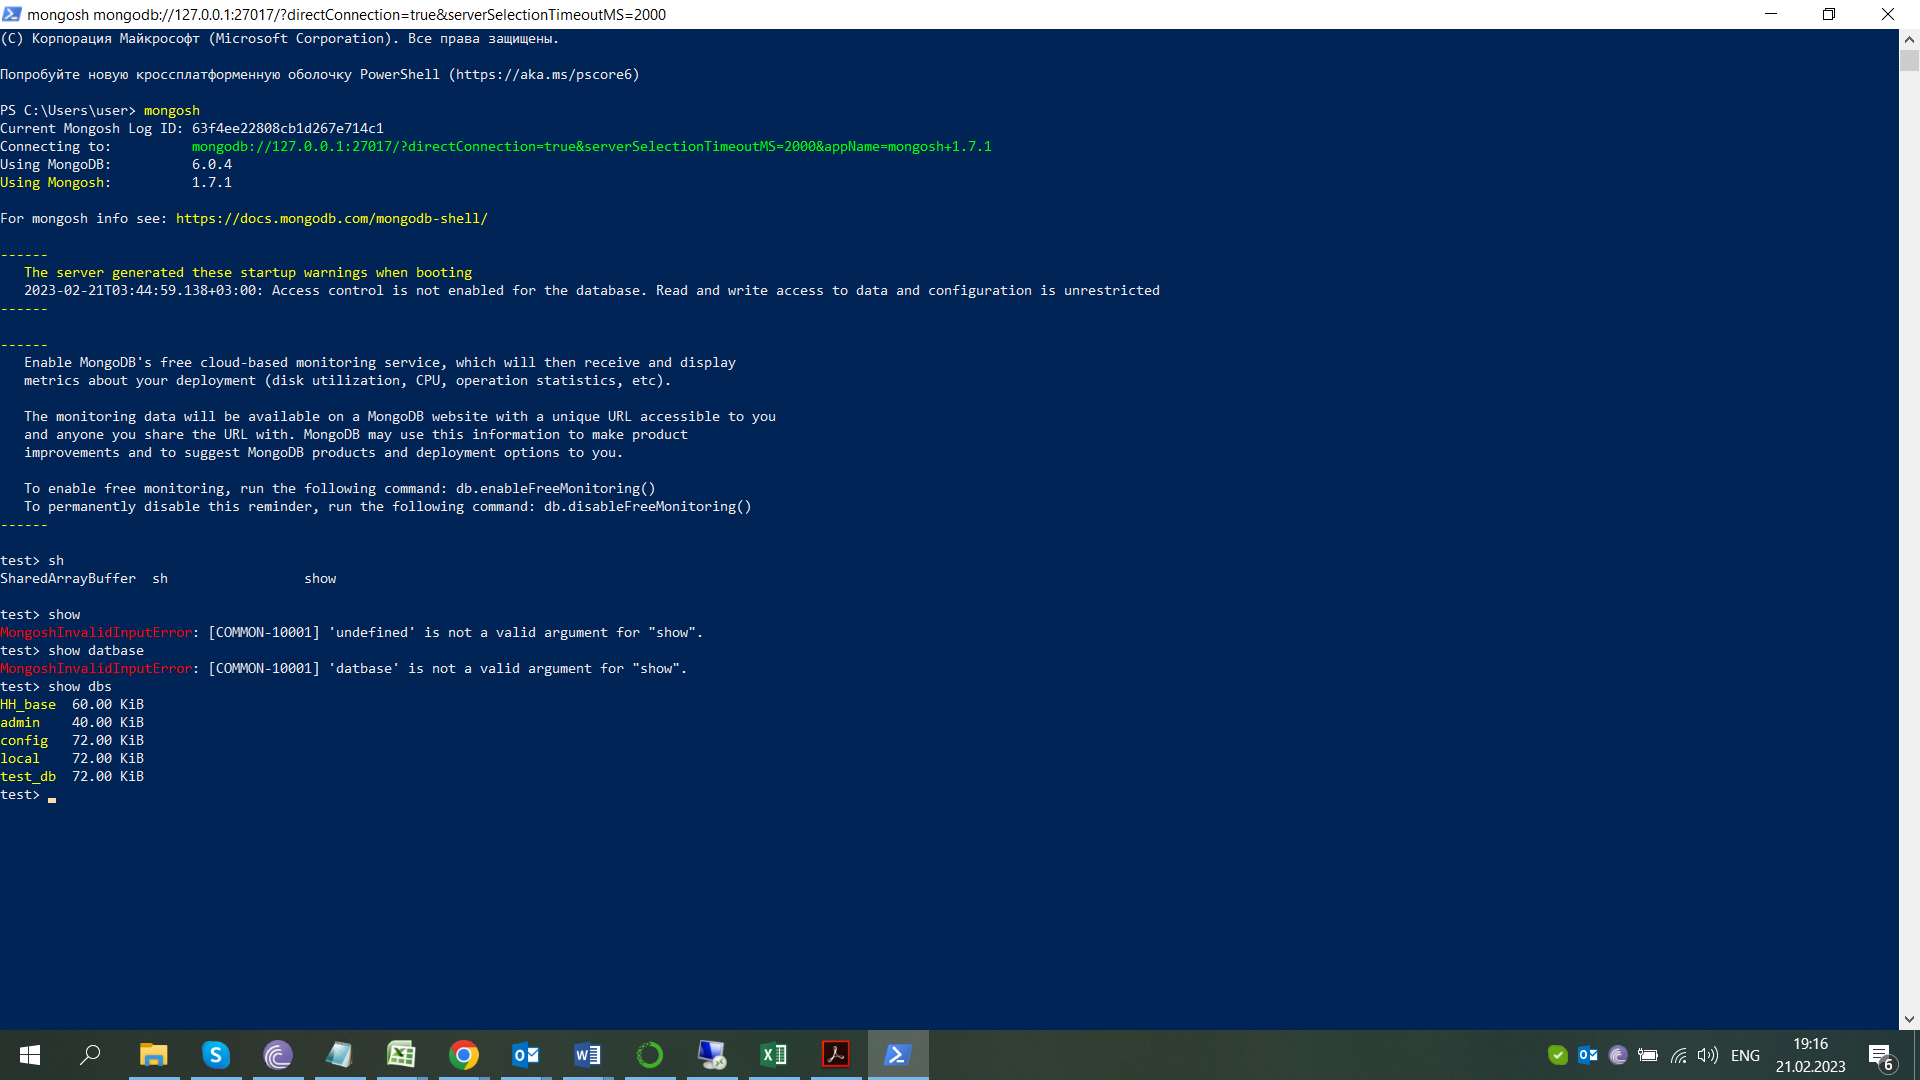 mongosh mongodb://127.0.0.1:27017/?directConnection=true&serverSelectionTimeoutMS=2000
(C) Корпорация Майкрософт (Microsoft Corporation). Все права защищены.
Попробуйте новую кроссплатформенную оболочку PowerShell (https://aka.ms/pscore6)
PS C:\Users\user> mongosh
Current Mongosh Log ID: 63f4ee22808cb1d267e714c1
Connecting to:          mongodb://127.0.0.1:27017/?directConnection=true&serverSelectionTimeoutMS=2000&appName=mongosh+1.7.1
Using MongoDB:          6.0.4
Using Mongosh:          1.7.1
For mongosh info see: https://docs.mongodb.com/mongodb-shell/
------
   The server generated these startup warnings when booting
   2023-02-21T03:44:59.138+03:00: Access control is not enabled for the database. Read and write access to data and configuration is unrestricted
------
------
   Enable MongoDB's free cloud-based monitoring service, which will then receive and display
   metrics about your deployment (disk utilization, CPU, operation statistics, etc).
   The monitoring data will be available on a MongoDB website with a unique URL accessible to you
   and anyone you share the URL with. MongoDB may use this information to make product
   improvements and to suggest MongoDB products and deployment options to you.
   To enable free monitoring, run the following command: db.enableFreeMonitoring()
   To permanently disable this reminder, run the following command: db.disableFreeMonitoring()
------
test> sh
SharedArrayBuffer  sh                 show
test> show
MongoshInvalidInputError: [COMMON-10001] 'undefined' is not a valid argument for "show".
test> show datbase
MongoshInvalidInputError: [COMMON-10001] 'datbase' is not a valid argument for "show".
test> show dbs
HH_base  60.00 KiB
admin    40.00 KiB
config   72.00 KiB
local    72.00 KiB
test_db  72.00 KiB
test>
ENG
19:16
21.02.2023
6